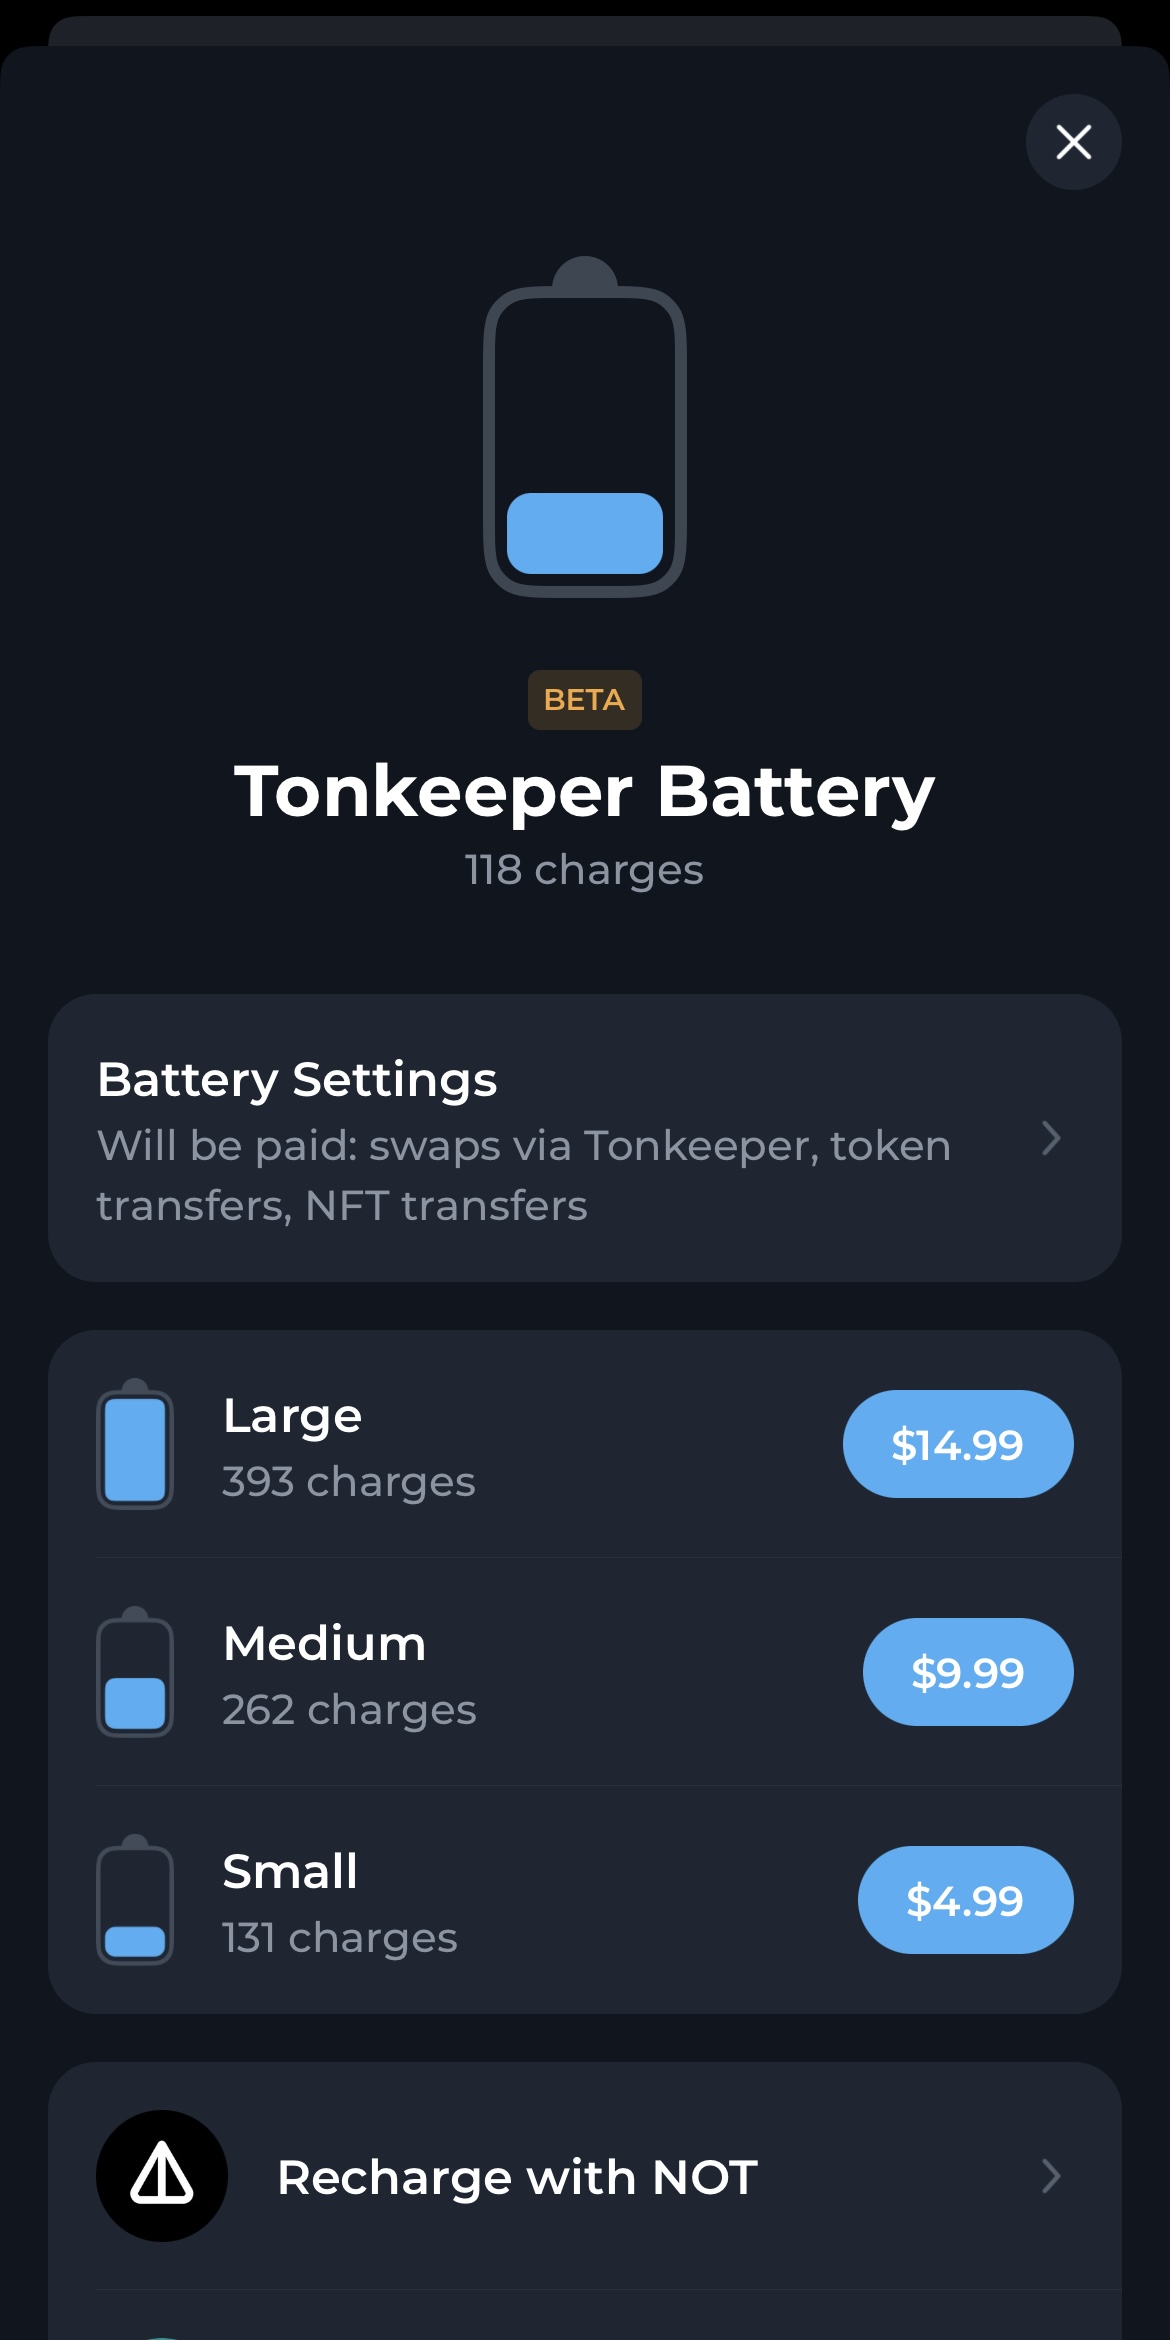 BETA
Tonkeeper Battery
118 charges
Battery Settings
Will be paid: swaps via Tonkeeper, token
transfers, NFT transfers
Large
393 charges
$14.99
Medium
262 charges
$9.99
Small
131 charges
$4.99
Recharge with NOT